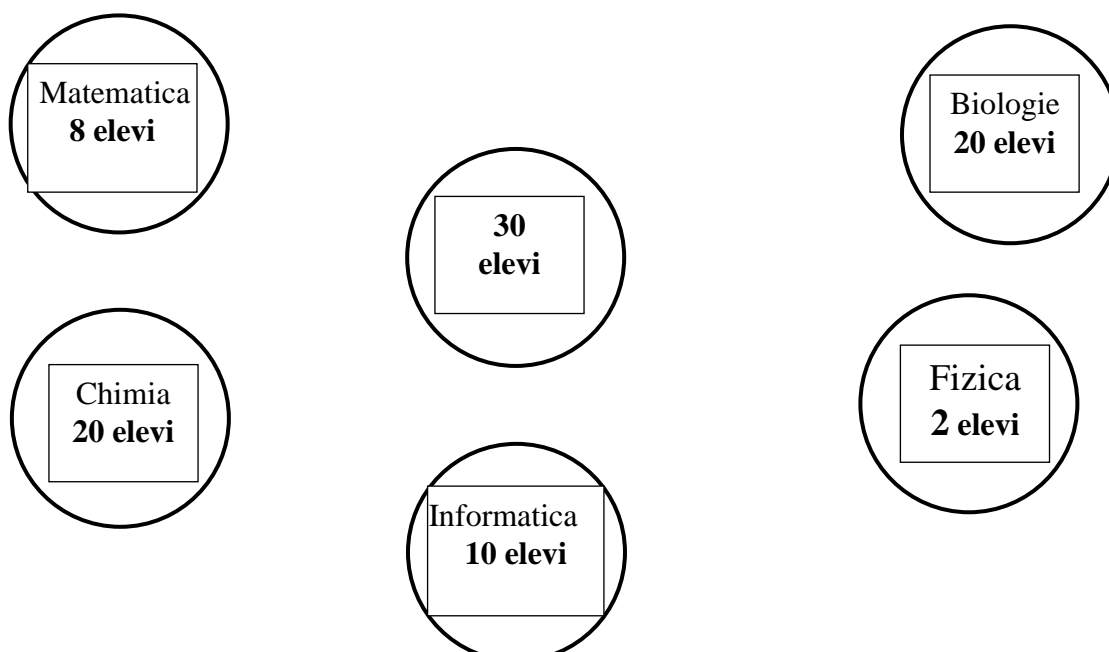 Matematica
8 elevi
Biologie
20 elevi
30
elevi
Chimia
20 elevi
Fizica
2 elevi
Informatica
10 elevi